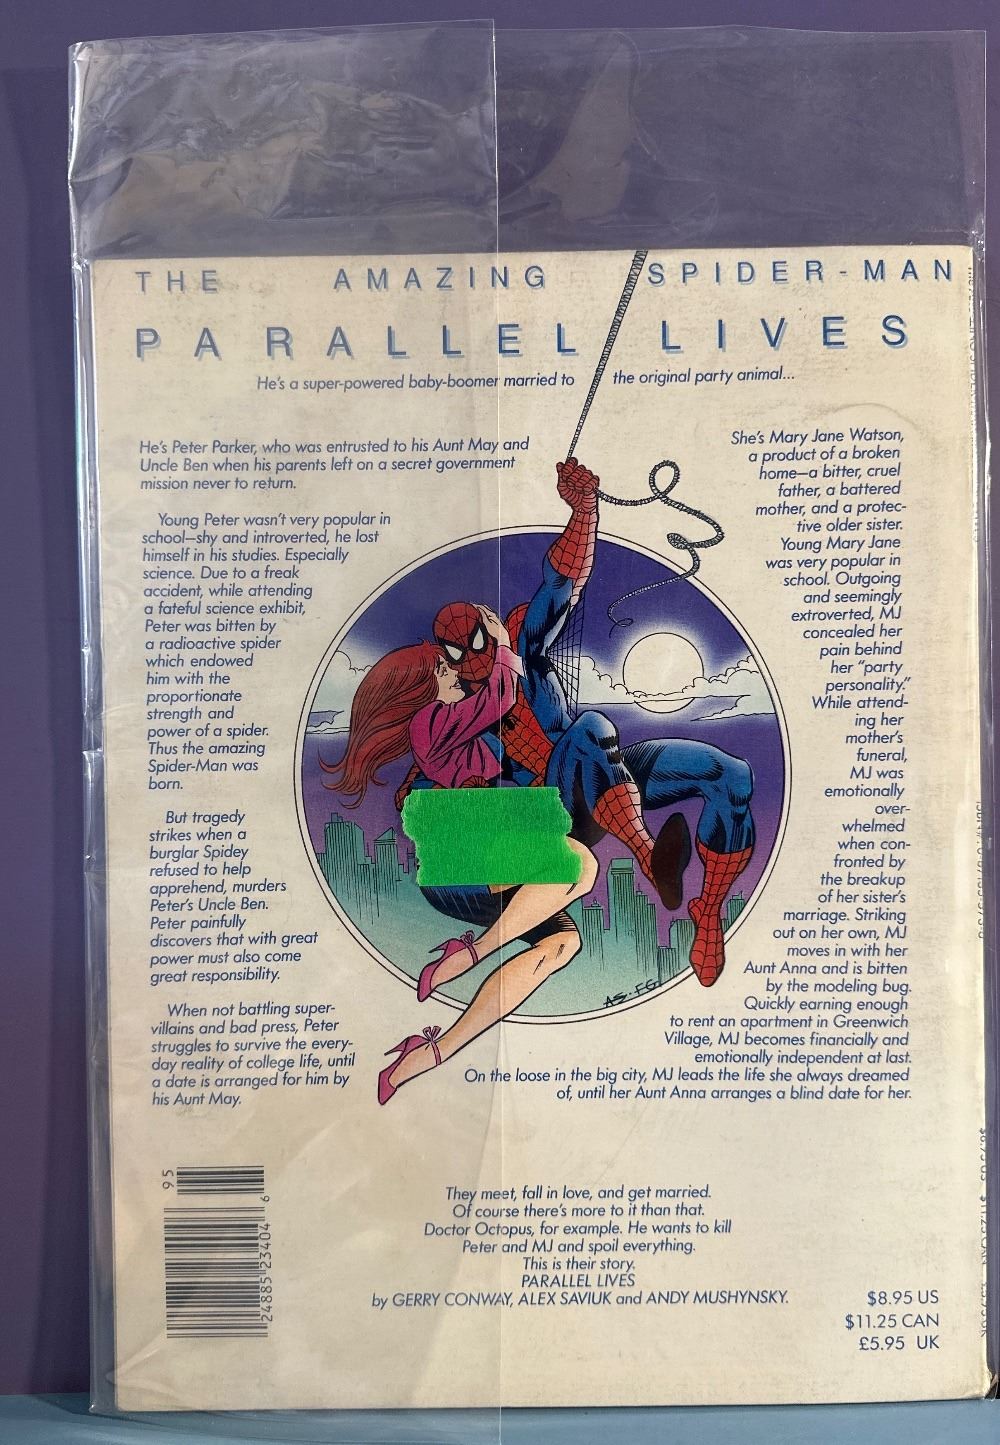 THE AMAZING SPIDER-MAN
PARALLEL LIVES
He's a super-powered baby-boomer married to the original party animal...
He's Peter Parker, who was entrusted to his Aunt May and
Uncle Ben when his parents left on a secret government
mission never to return.
Young Peter wasn't very popular in
school—shy and introverted, he lost
himself in his studies. Especially
science. Due to a freak
accident, while attending
a fateful science exhibit,
Peter was bitten by
a radioactive spider
which endowed
him with the
proportionate
strength and
power of a spider.
Thus the amazing
Spider-Man was
born.
But tragedy
strikes when a
burglar Spidey
refused to help
apprehend, murders
Peter's Uncle Ben.
Peter painfully
discovers that with great
power must also come
great responsibility.
When not battling super-
villains and bad press, Peter
struggles to survive the every-
day reality of college life, until
a date is arranged for him by
his Aunt May.
She's Mary Jane Watson,
a product of a broken
home—a bitter, cruel
father, a battered
mother, and a protec-
tive older sister.
Young Mary Jane
was very popular in
school. Outgoing
and seemingly
extroverted, MJ
concealed her
pain behind
her "party
personality."
While attend-
ing her
mother's
funeral,
MJ was
emotionally
over-
whelmed
when con-
fronted by
the breakup
of her sister's
marriage. Striking
out on her own, MJ
moves in with her
Aunt Anna and is bitten
by the modeling bug.
Quickly earning enough
to rent an apartment in Greenwich
Village, MJ becomes financially and
emotionally independent at last.
On the loose in the big city, MJ leads the life she always dreamed
of, until her Aunt Anna arranges a blind date for her.
AS·FG
They meet, fall in love, and get married.
Of course there's more to it than that.
Doctor Octopus, for example. He wants to kill
Peter and MJ and spoil everything.
This is their story.
PARALLEL LIVES
by GERRY CONWAY, ALEX SAVIUK and ANDY MUSHYNSKY.
95
24885 23404 6
$8.95 US
$11.25 CAN
£5.95 UK